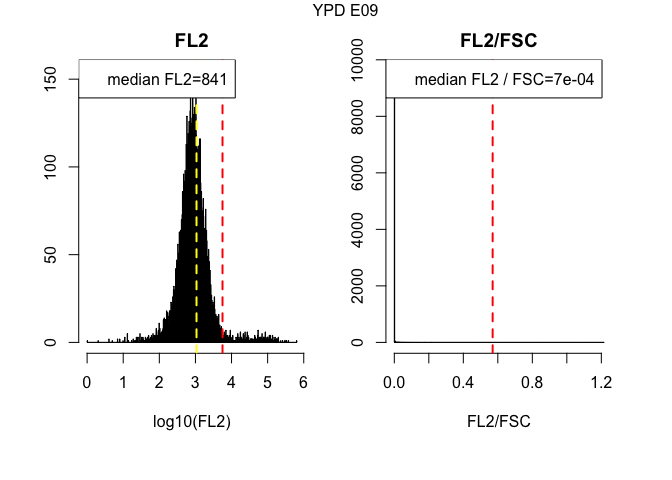 YPD E09
FL2
median FL2=841
0 50 100 150
0 1 2 3 4 5 6
log10(FL2)
FL2/FSC
median FL2 / FSC=7e-04
0 2000 4000 6000 8000 10000
0.0 0.4 0.8 1.2
FL2/FSC